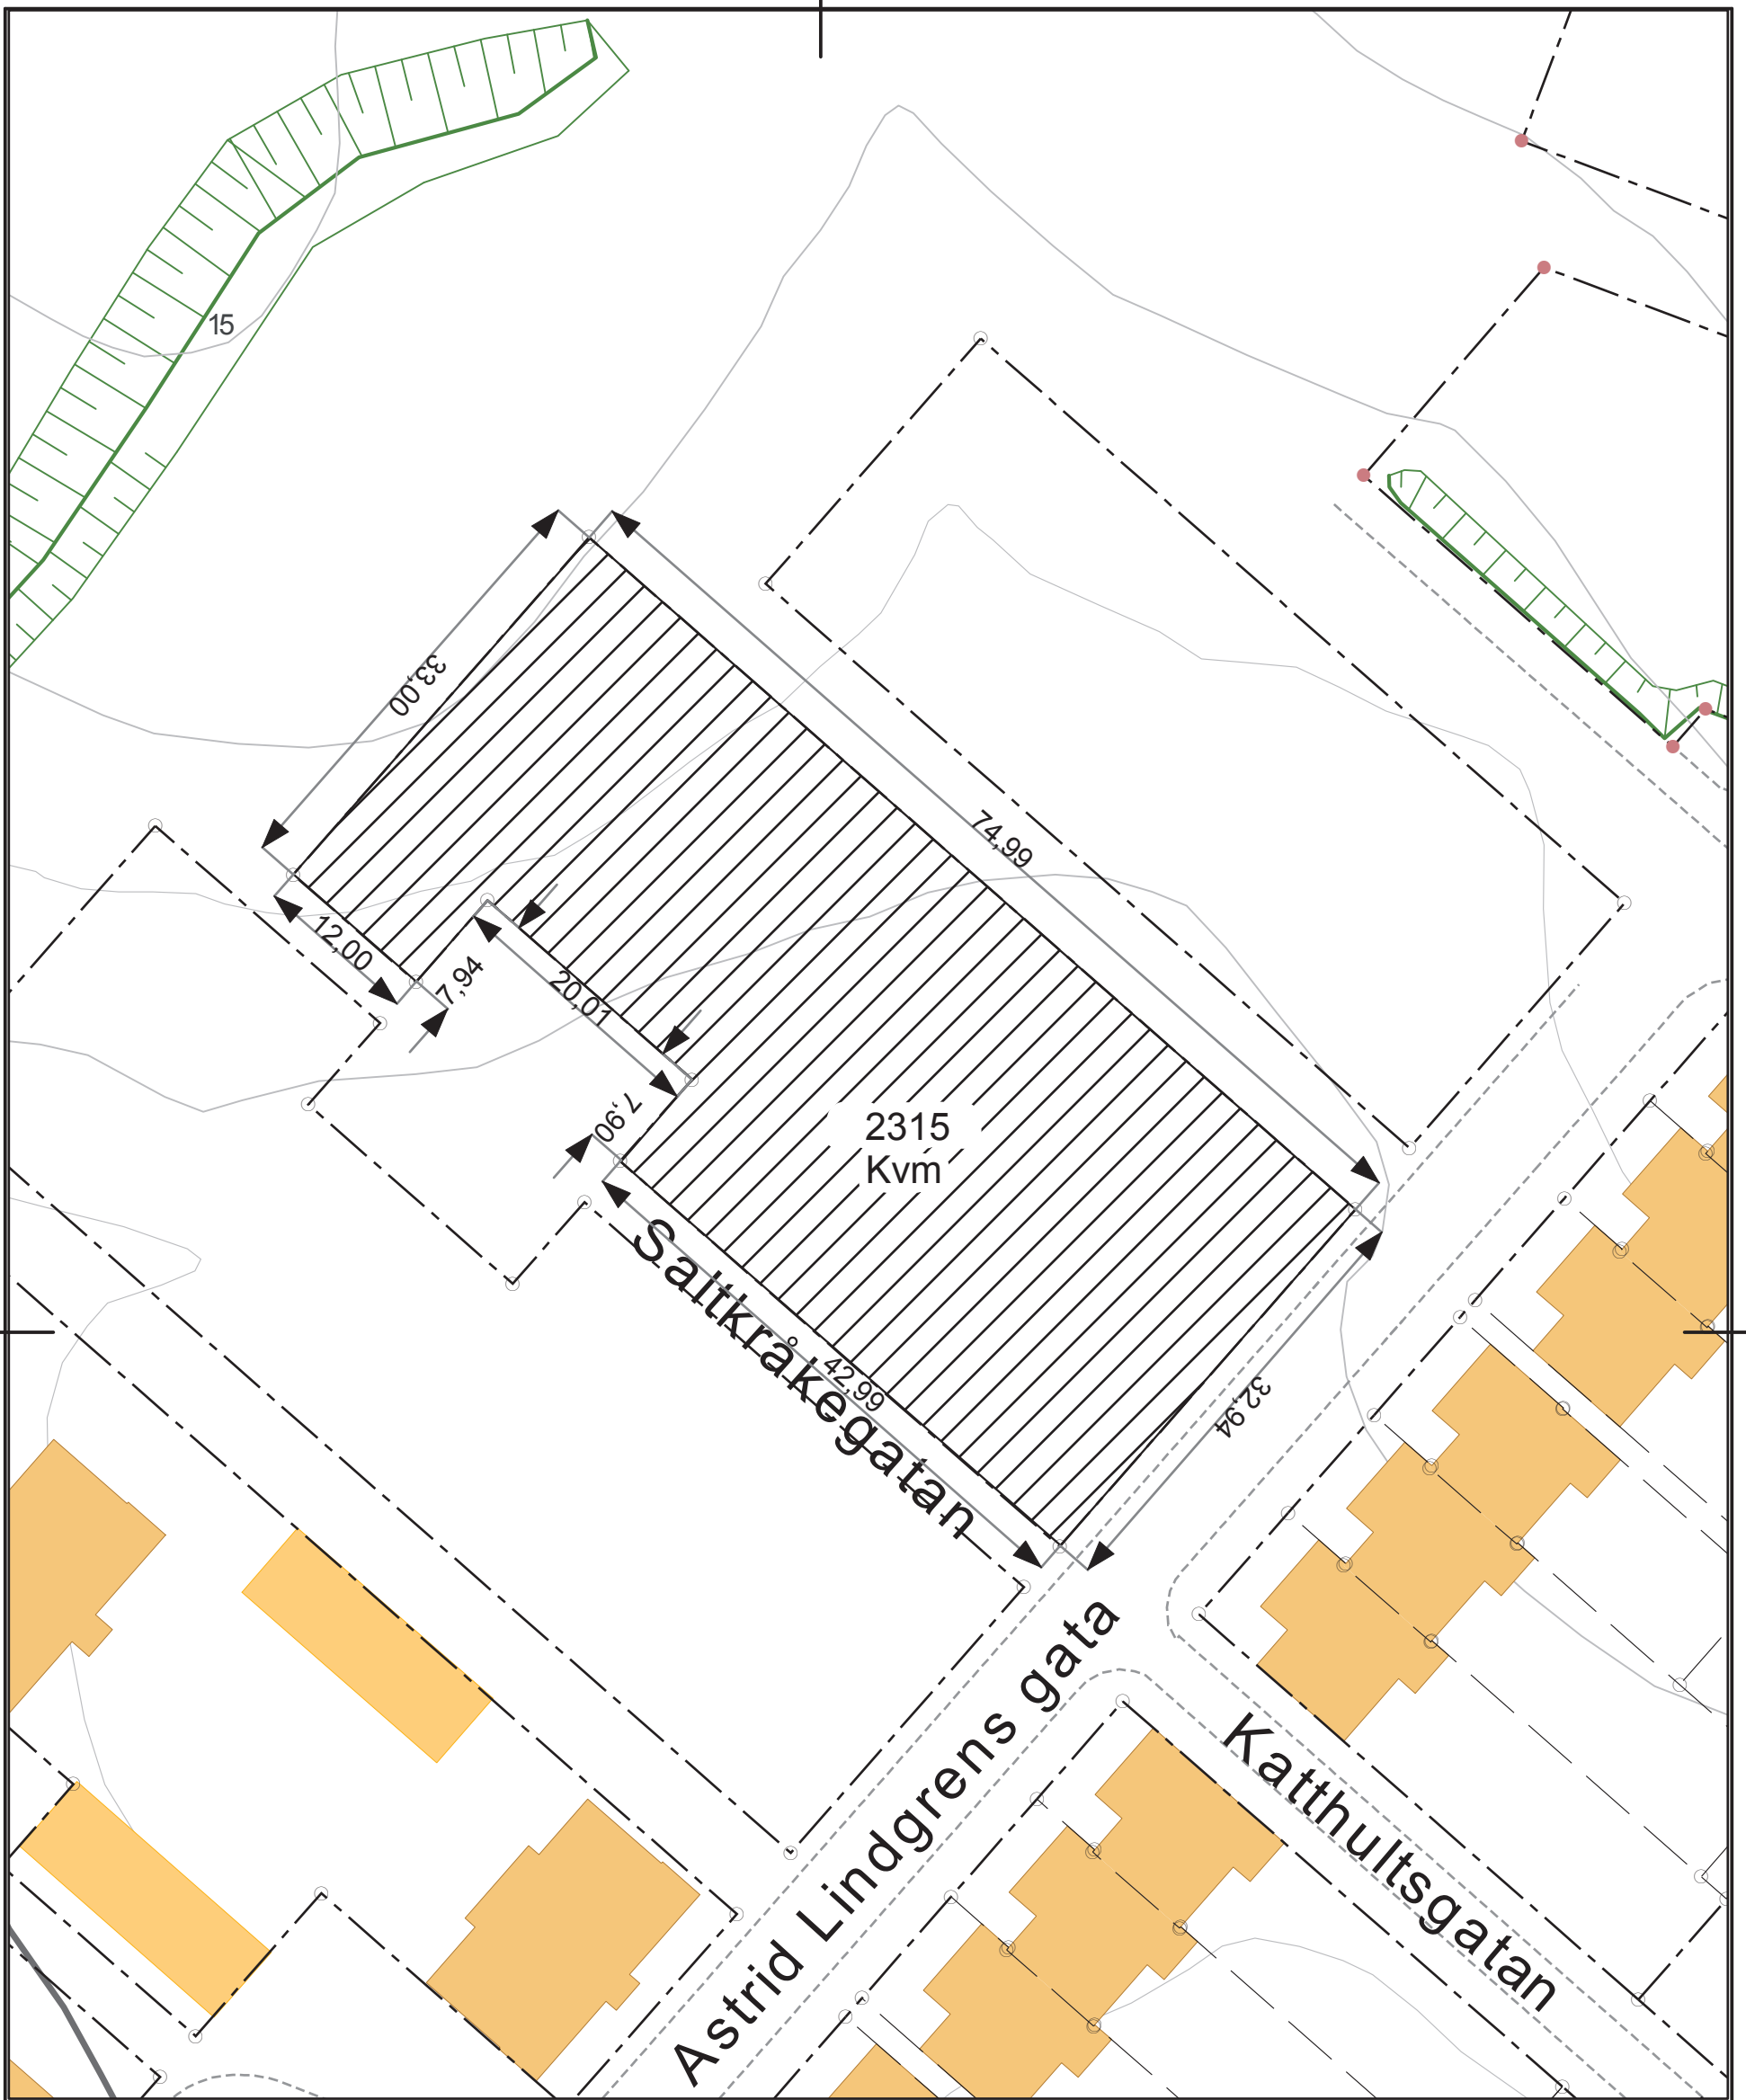 15
33,00
74,99
12,00
7,94
20,01
7,90
2315
Kvm
Saltkråkegatan
42,99
32,94
Astrid Lindgrens gata
Katthultsgatan